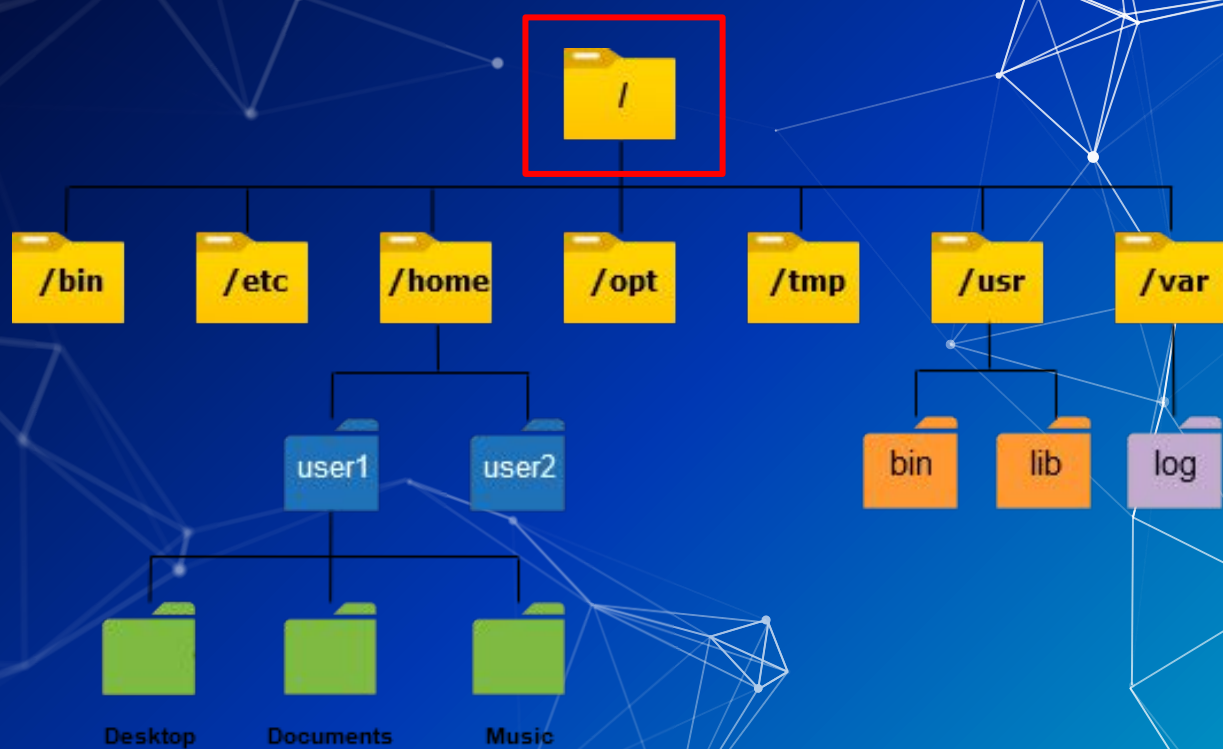 /
/bin
/etc
/home
/opt
/tmp
/usr
/var
user1
user2
bin
lib
log
Desktop
Documents
Music